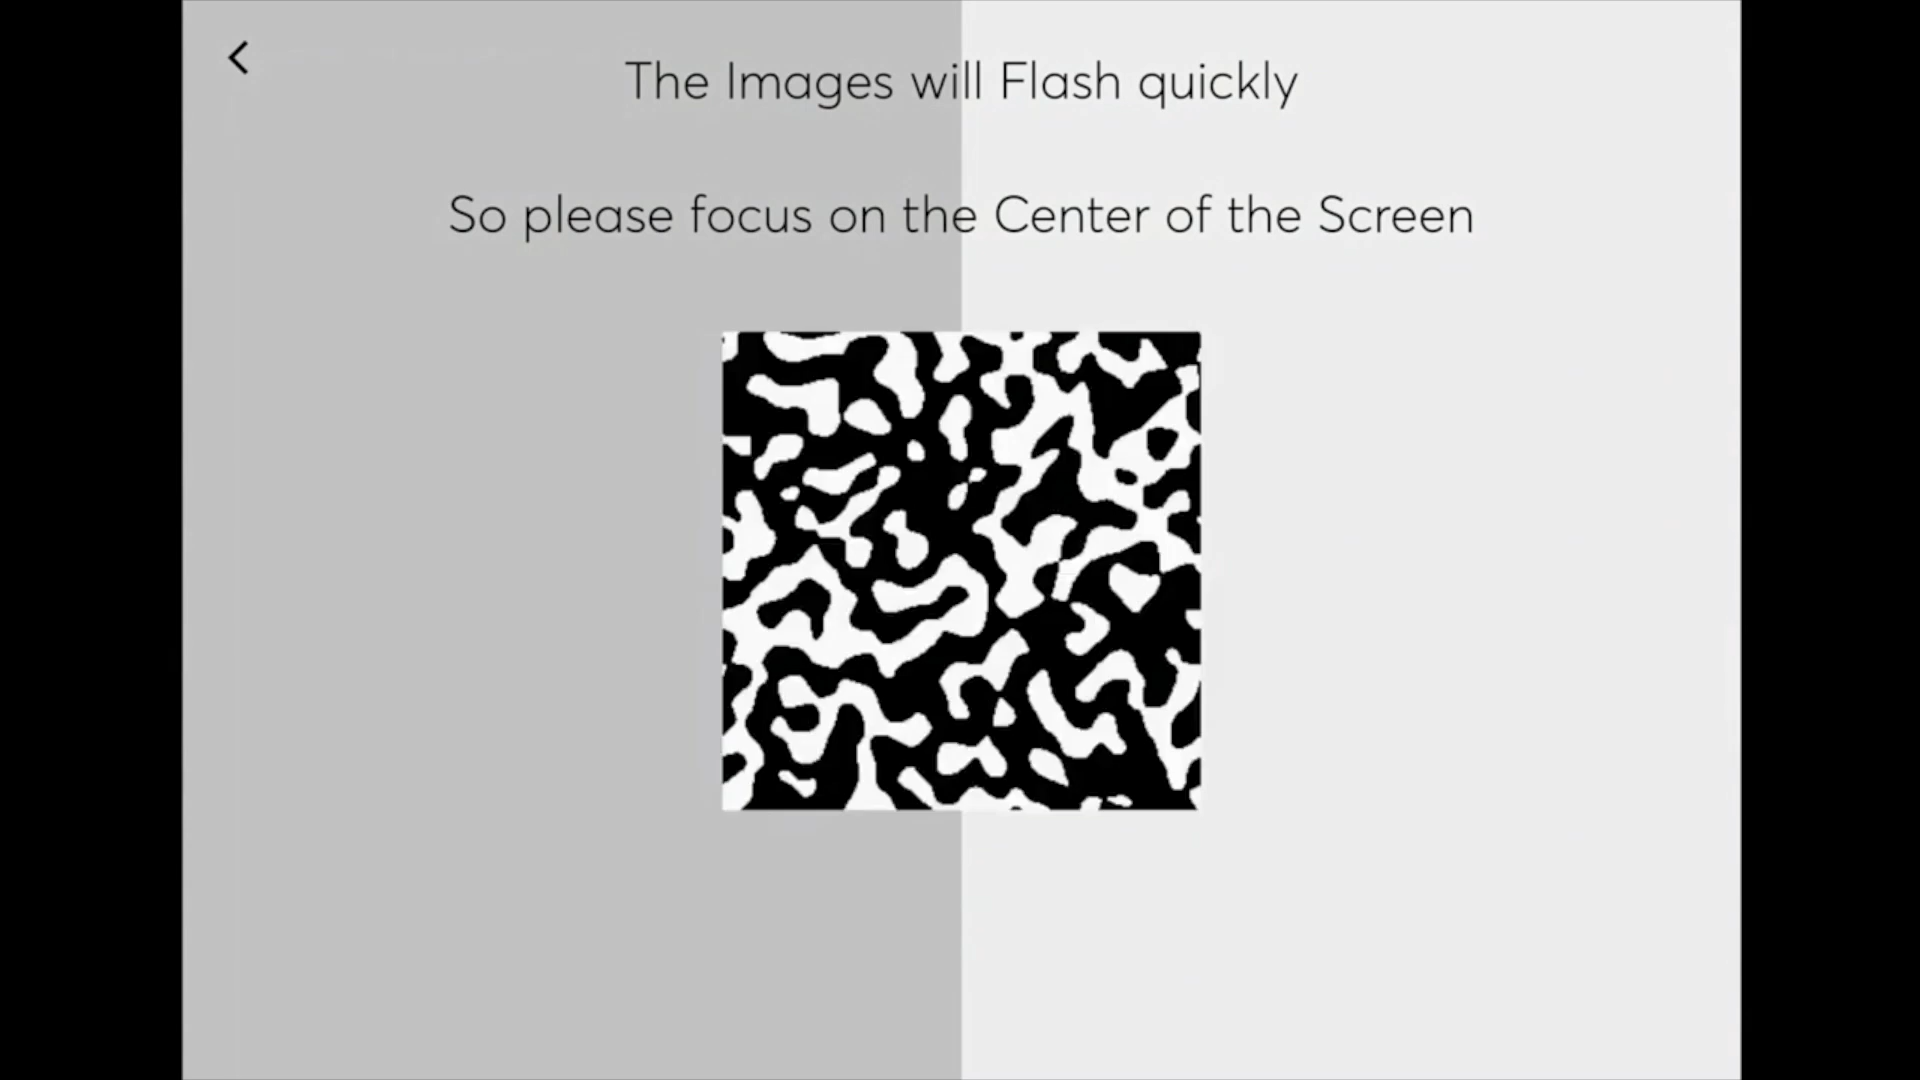 The Images will Flash quickly
So please focus on the Center of the Screen